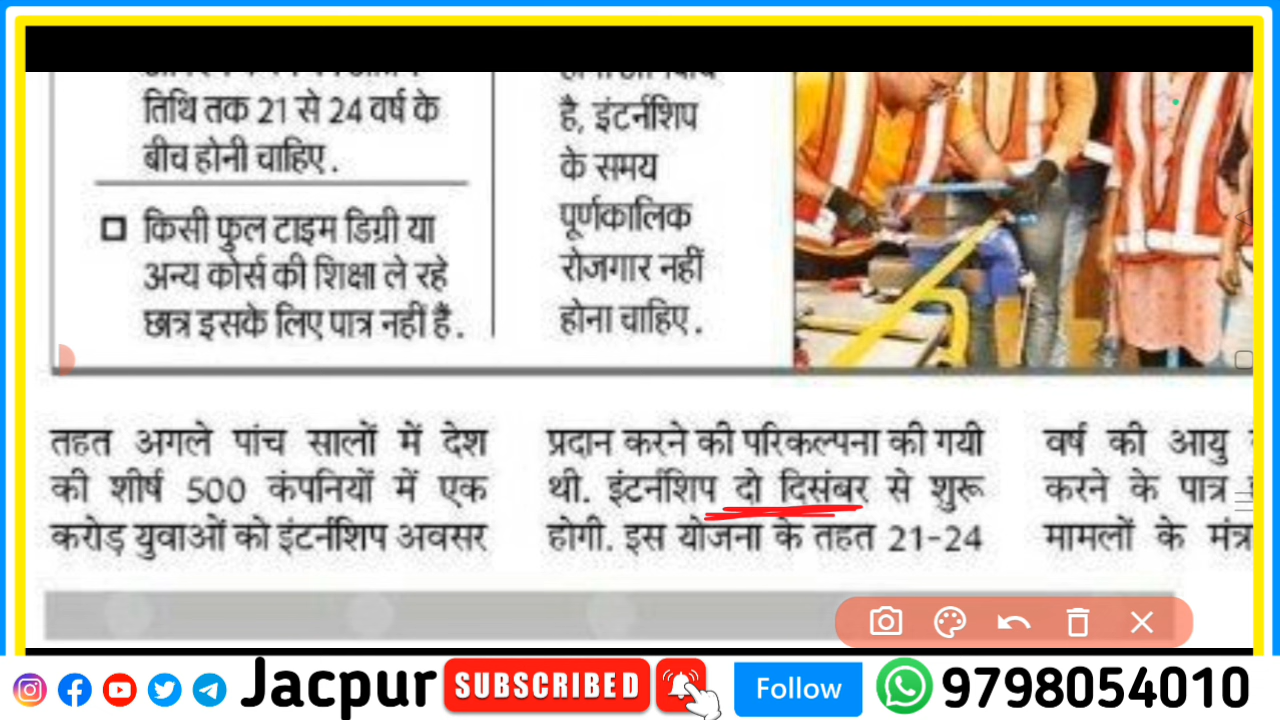 तिथि तक 21 से 24 वर्ष के
बीच होनी चाहिए.
किसी फुल टाइम डिग्री या
अन्य कोर्स की शिक्षा ले रहे
छात्र इसके लिए पात्र नहीं हैं.
है, इंटर्नशिप
के समय
पूर्णकालिक
रोजगार नहीं
होना चाहिए.
तहत अगले पांच सालों में देश
की शीर्ष 500 कंपनियों में एक
करोड़ युवाओं को इंटर्नशिप अवसर
प्रदान करने की परिकल्पना की गयी
थी. इंटर्नशिप दो दिसंबर से शुरू
होगी. इस योजना के तहत 21-24
वर्ष की आयु
करने के पात्र
मामलों के
Jacpur
SUBSCRIBED
Follow
9798054010